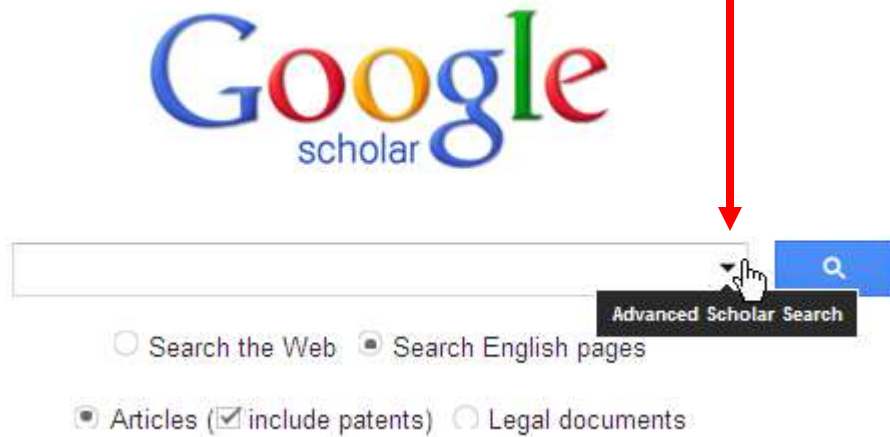 Google
scholar
Advanced Scholar Search
Search the Web Search English pages
Articles (include patents) Legal documents